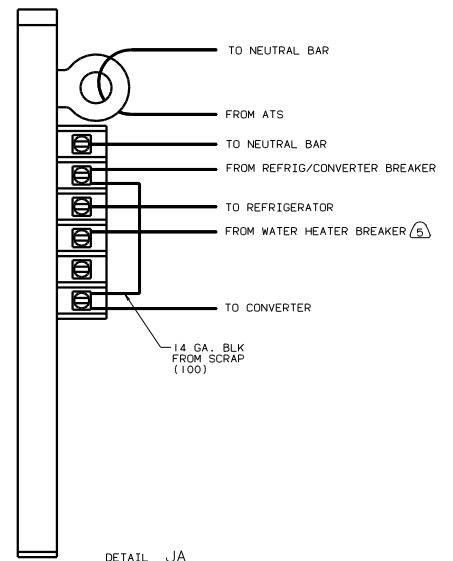 TO NEUTRAL BAR
FROM ATS
TO NEUTRAL BAR
FROM REFRIG/CONVERTER BREAKER
TO REFRIGERATOR
FROM WATER HEATER BREAKER 5
TO CONVERTER
14 GA. BLK
FROM SCRAP
(100)
DETAIL JA